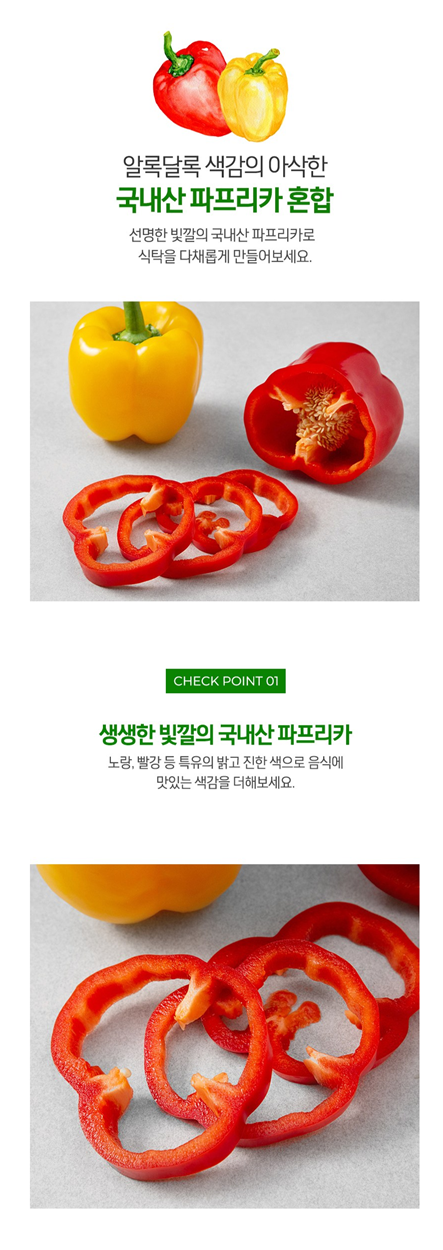 알록달록 색감의 아삭한
국내산 파프리카 혼합
선명한 빛깔의 국내산 파프리카로
식탁을 다채롭게 만들어보세요.
CHECK POINT 01
생생한 빛깔의 국내산 파프리카
노랑, 빨강 등 특유의 밝고 진한 색으로 음식에
맛있는 색감을 더해보세요.